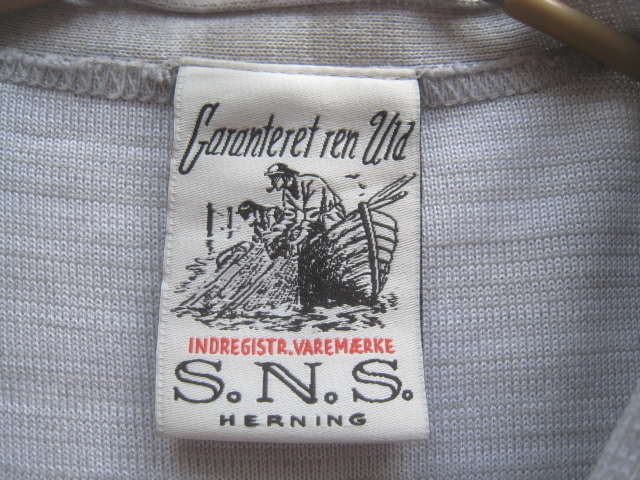 Garanteret ren Uld
INDREGISTR. VAREMÆRKE
S.N.S.
HERNING